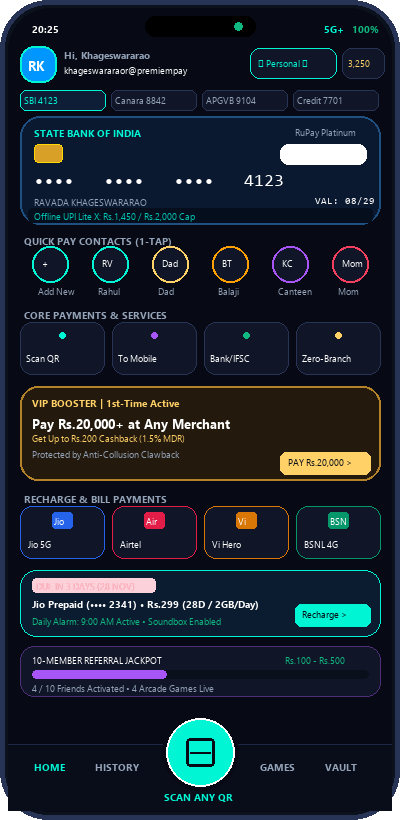 20:25
5G+ 100%
RK
Hi, Khageswararao
khageswararaor@premiempay
Personal
3,250
SBI 4123
Canara 8842
APGVB 9104
Credit 7701
STATE BANK OF INDIA
RuPay Platinum
•••• •••• •••• 4123
RAVADA KHAGESWARARAO
VAL: 08/29
Offline UPI Lite X: Rs.1,450 / Rs.2,000 Cap
QUICK PAY CONTACTS (1-TAP)
+ RV Dad BT KC Mom
Add New Rahul Dad Balaji Canteen Mom
CORE PAYMENTS & SERVICES
Scan QR To Mobile Bank/IFSC Zero-Branch
VIP BOOSTER | 1st-Time Active
Pay Rs.20,000+ at Any Merchant
Get Up to Rs.200 Cashback (1.5% MDR)
Protected by Anti-Collusion Clawback
PAY Rs.20,000 >
RECHARGE & BILL PAYMENTS
Jio Air Vi BSN
Jio 5G Airtel Vi Hero BSNL 4G
DUE IN 3 DAYS (28 NOV)
Jio Prepaid (•••• 2341) • Rs.299 (28D / 2GB/Day)
Daily Alarm: 9:00 AM Active • Soundbox Enabled
Recharge >
10-MEMBER REFERRAL JACKPOT
Rs.100 - Rs.500
4 / 10 Friends Activated • 4 Arcade Games Live
HOME HISTORY GAMES VAULT
SCAN ANY QR